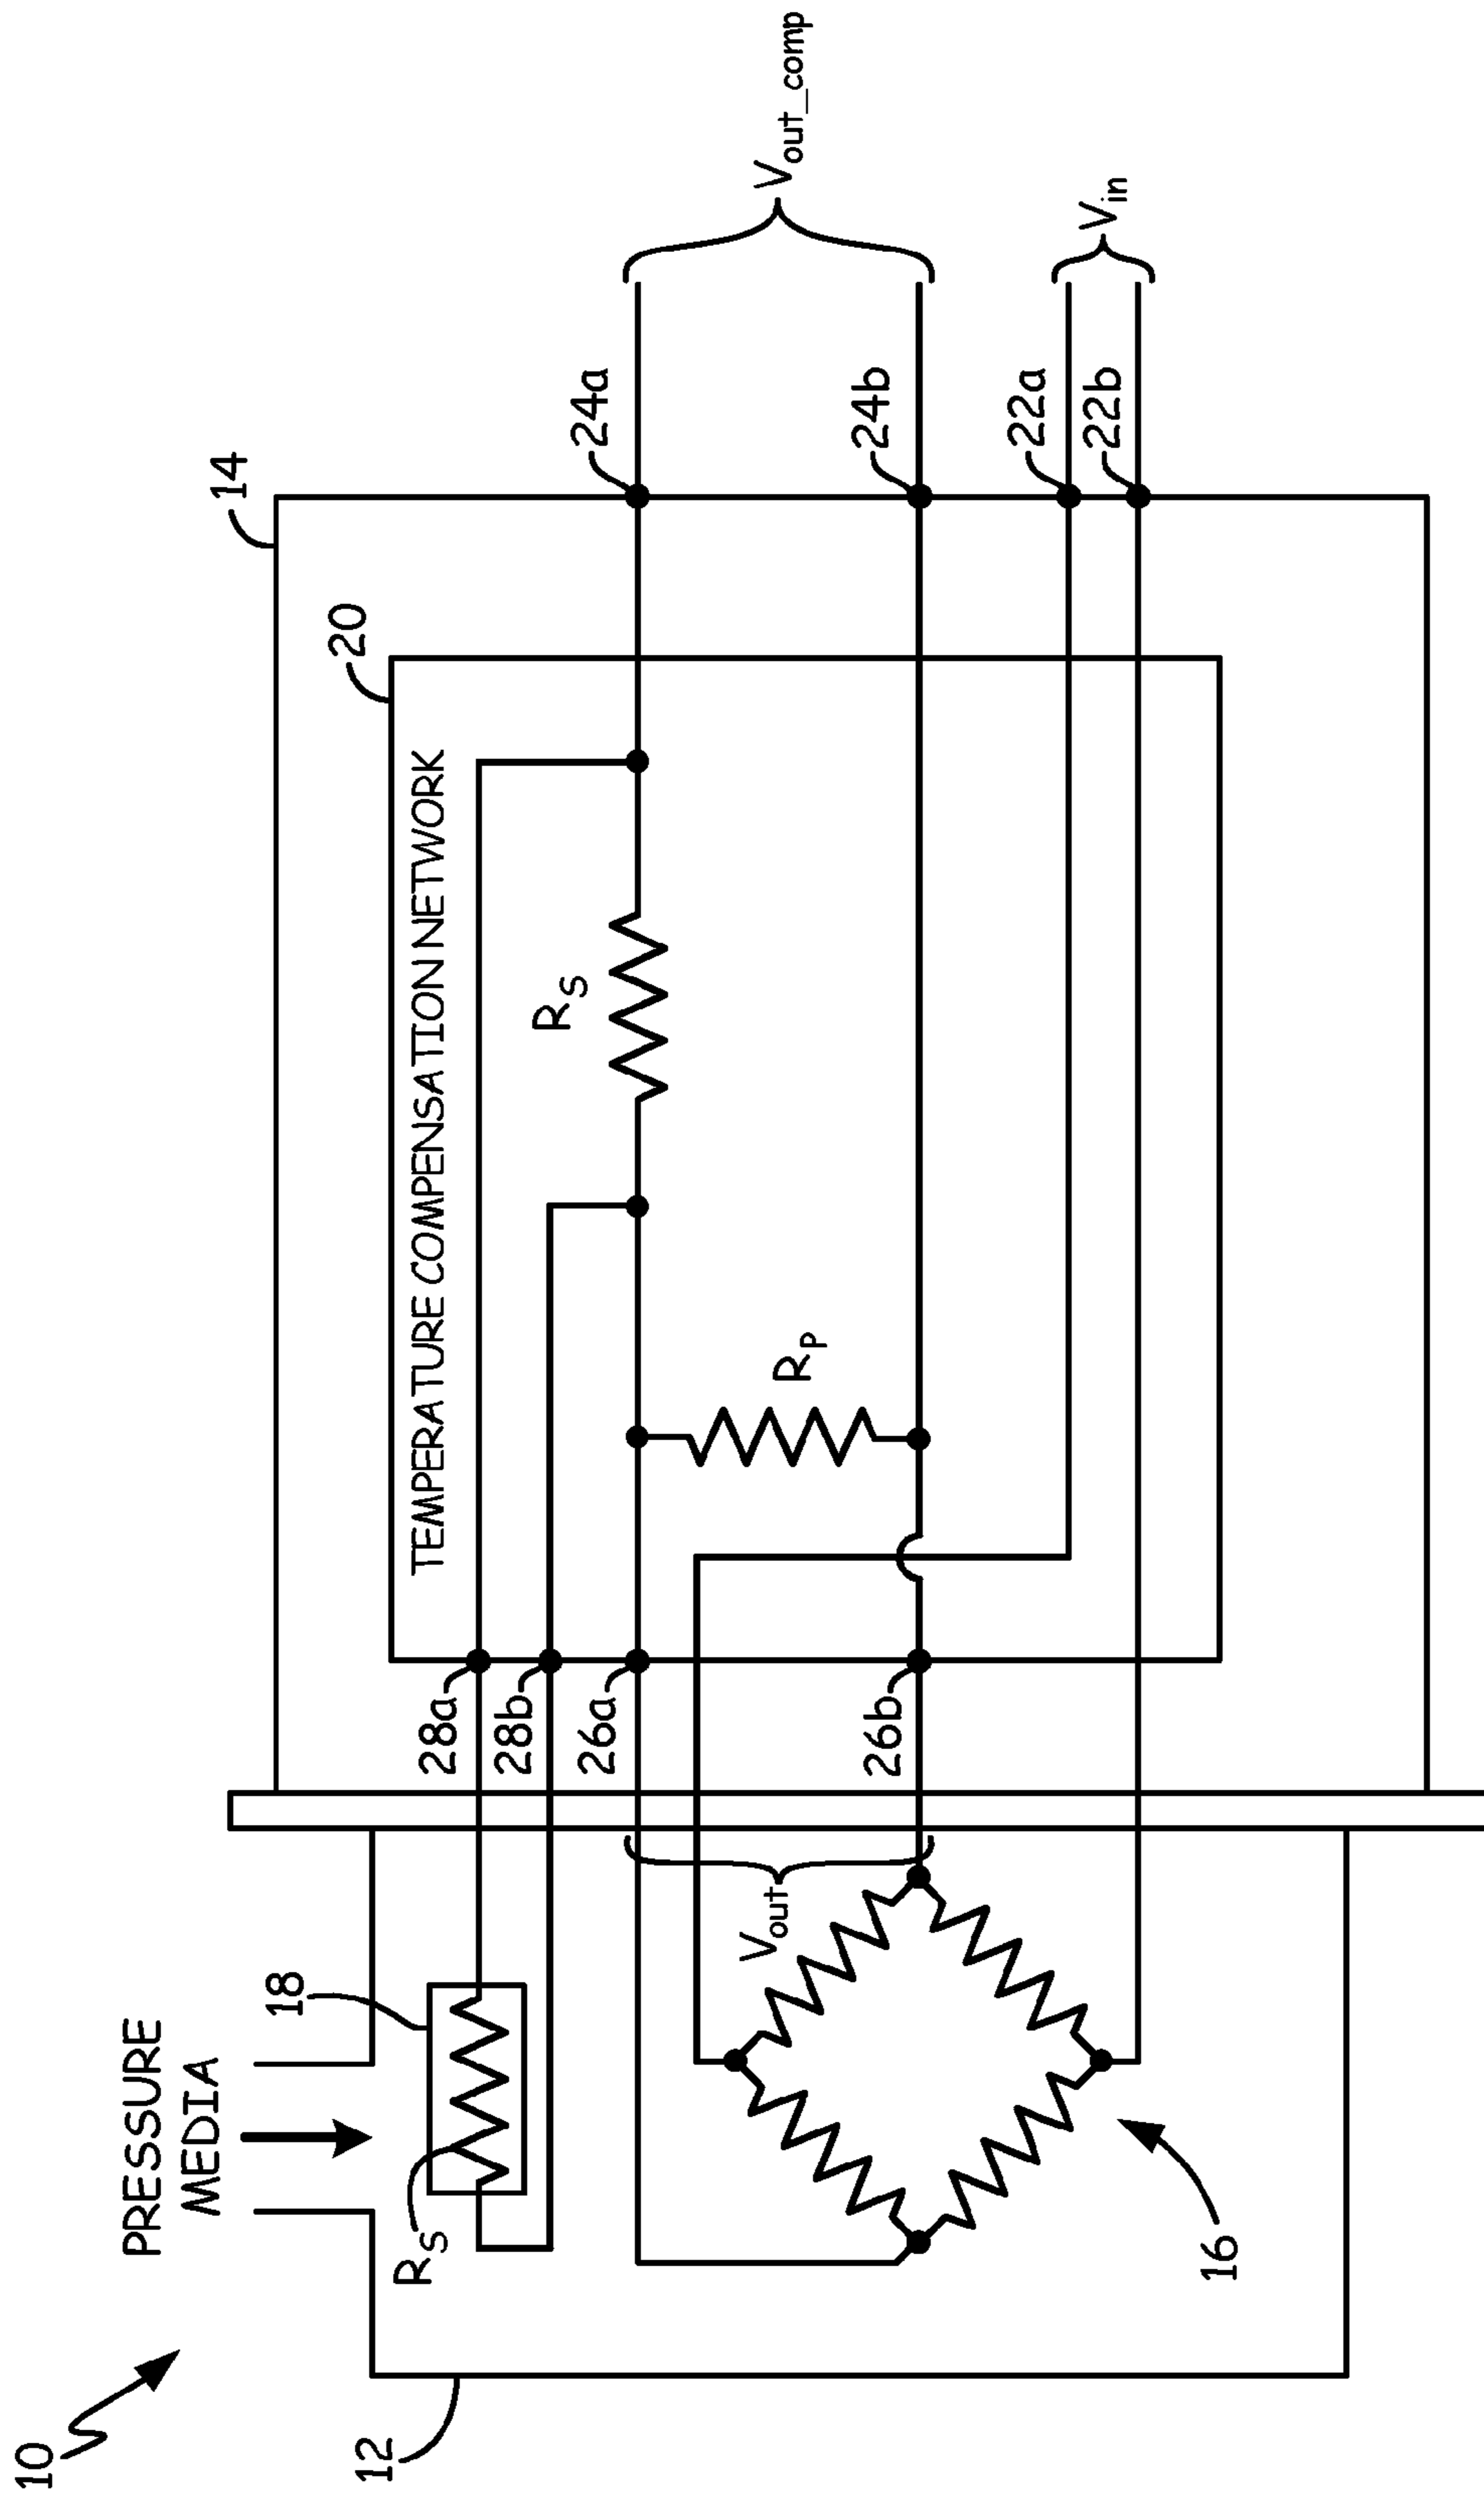 10
PRESSURE
MEDIA
12
18
RS
16
Vout
14
20
TEMPERATURE COMPENSATION NETWORK
28a
28b
26a
26b
RP
RS
24a
24b
22a
22b
Vout_comp
Vin